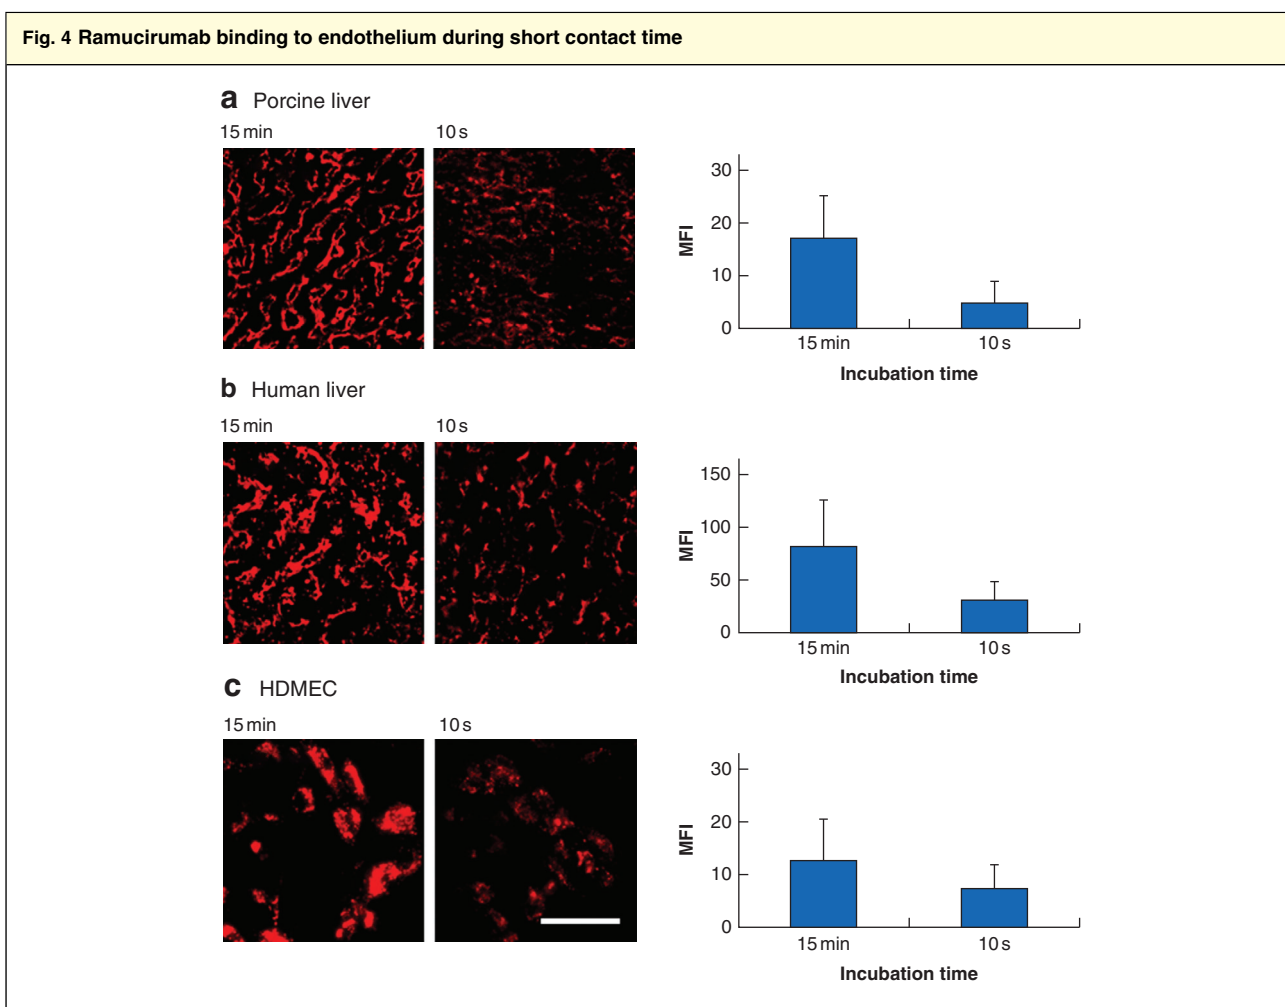 Fig. 4 Ramucirumab binding to endothelium during short contact time
a Porcine liver
15 min
10 s
30
20
10
0
MFI
15 min
10 s
Incubation time
b Human liver
15 min
10 s
150
100
50
0
MFI
15 min
10 s
Incubation time
c HDMEC
15 min
10 s
30
20
10
0
MFI
15 min
10 s
Incubation time